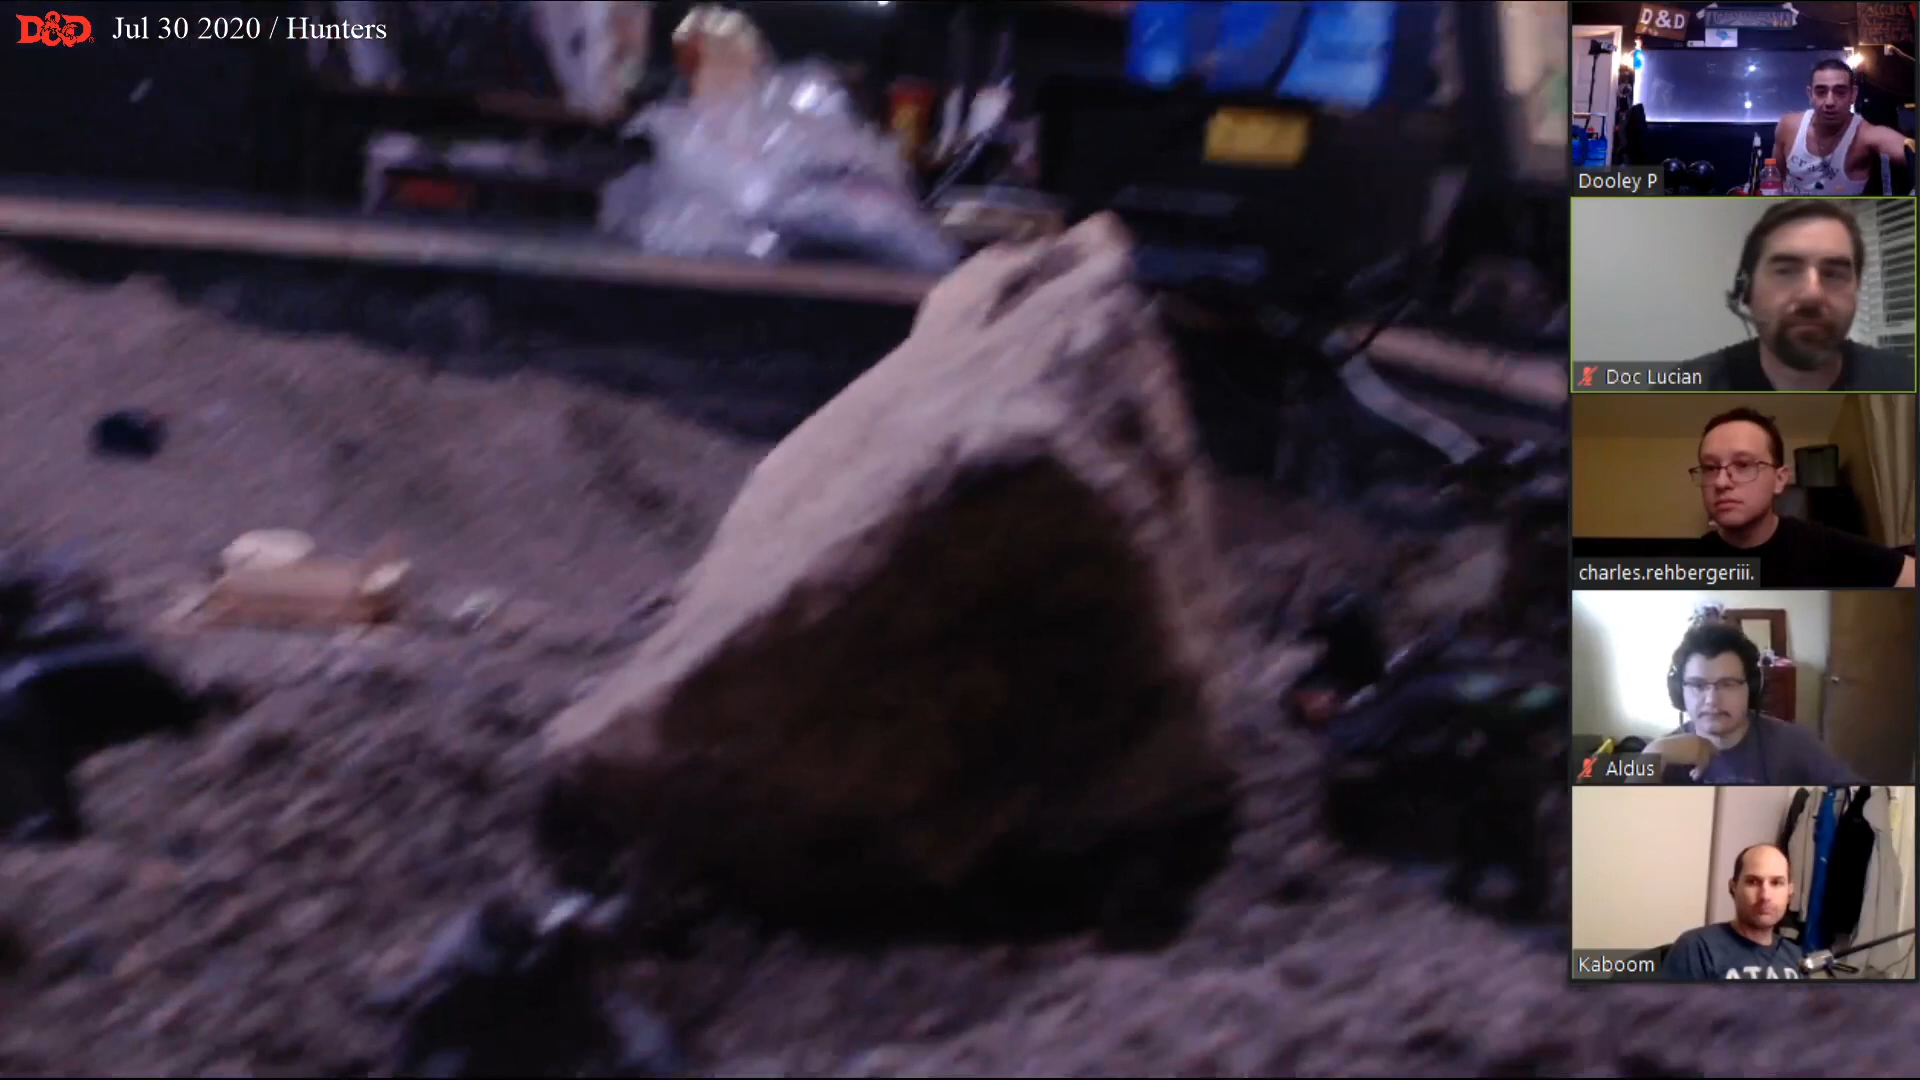 D&D Jul 30 2020 / Hunters
D&D
Dooley P
Doc Lucian
charles.rehbergeriii.
Aldus
Kaboom